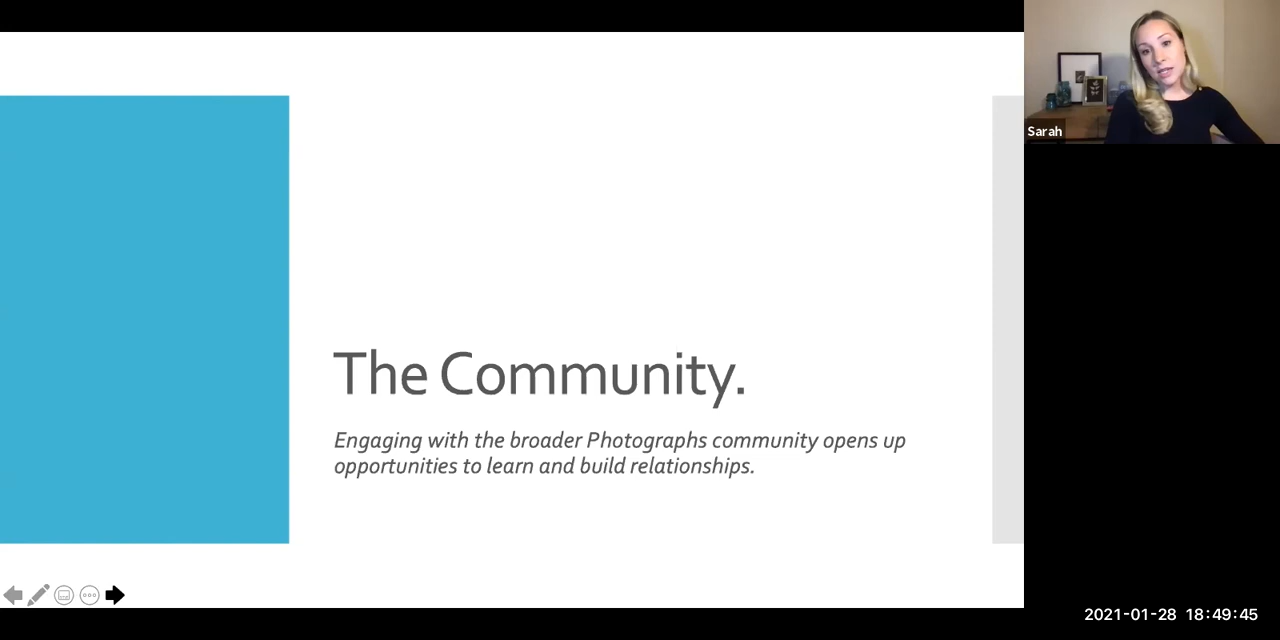 Sarah
The Community.
Engaging with the broader Photographs community opens up
opportunities to learn and build relationships.
2021-01-28 18:49:45